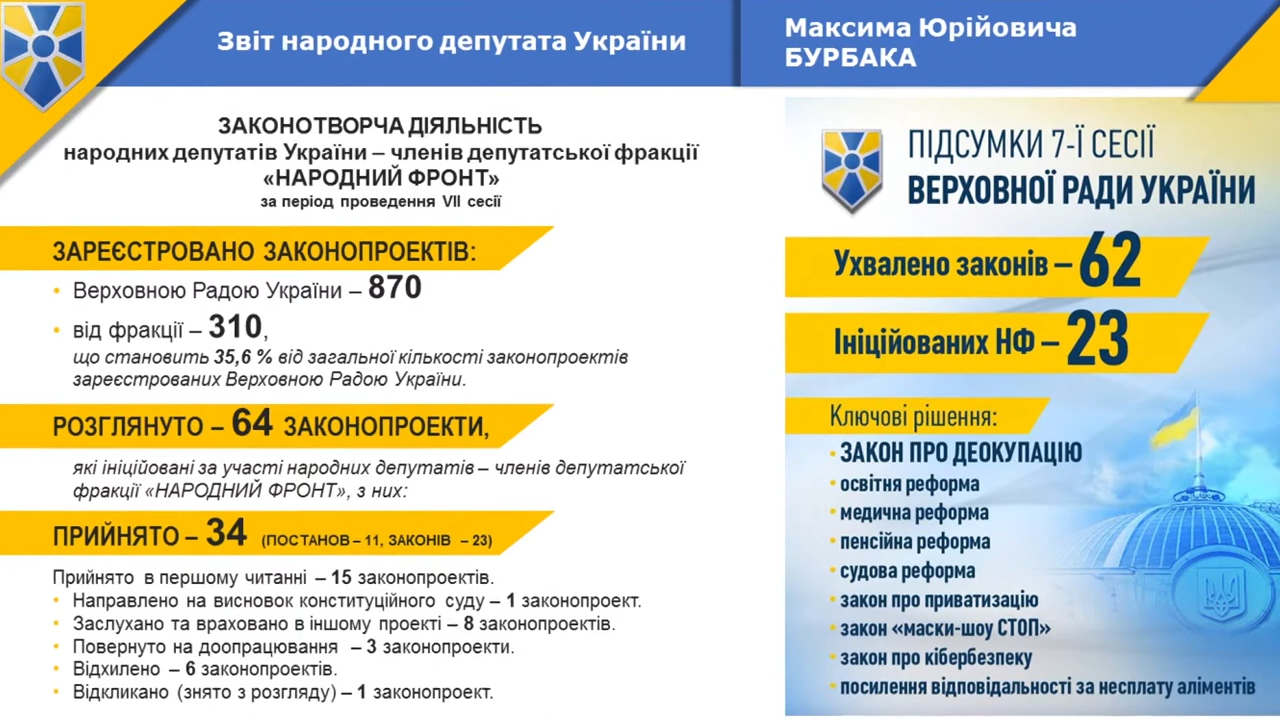 Звіт народного депутата України
Максима Юрійовича
БУРБАКА
ЗАКОНОТВОРЧА ДІЯЛЬНІСТЬ
народних депутатів України – членів депутатської фракції
«НАРОДНИЙ ФРОНТ»
за період проведення VII сесії
ЗАРЕЄСТРОВАНО ЗАКОНОПРОЕКТІВ:
• Верховною Радою України – 870
• від фракції – 310,
що становить 35,6 % від загальної кількості законопроектів
зареєстрованих Верховною Радою України.
РОЗГЛЯНУТО – 64 ЗАКОНОПРОЕКТИ,
які ініційовані за участі народних депутатів – членів депутатської
фракції «НАРОДНИЙ ФРОНТ», з них:
ПРИЙНЯТО – 34 (ПОСТАНОВ – 11, ЗАКОНІВ – 23)
Прийнято в першому читанні – 15 законопроектів.
• Направлено на висновок конституційного суду – 1 законопроект.
• Заслухано та враховано в іншому проекті – 8 законопроектів.
• Повернуто на доопрацювання – 3 законопроекти.
• Відхилено – 6 законопроектів.
• Відкликано (знято з розгляду) – 1 законопроект.
ПІДСУМКИ 7-Ї СЕСІЇ
ВЕРХОВНОЇ РАДИ УКРАЇНИ
Ухвалено законів – 62
Ініційованих НФ – 23
Ключові рішення:
• ЗАКОН ПРО ДЕОКУПАЦІЮ
• освітня реформа
• медична реформа
• пенсійна реформа
• судова реформа
• закон про приватизацію
• закон «маски-шоу СТОП»
• закон про кібербезпеку
• посилення відповідальності за несплату аліментів